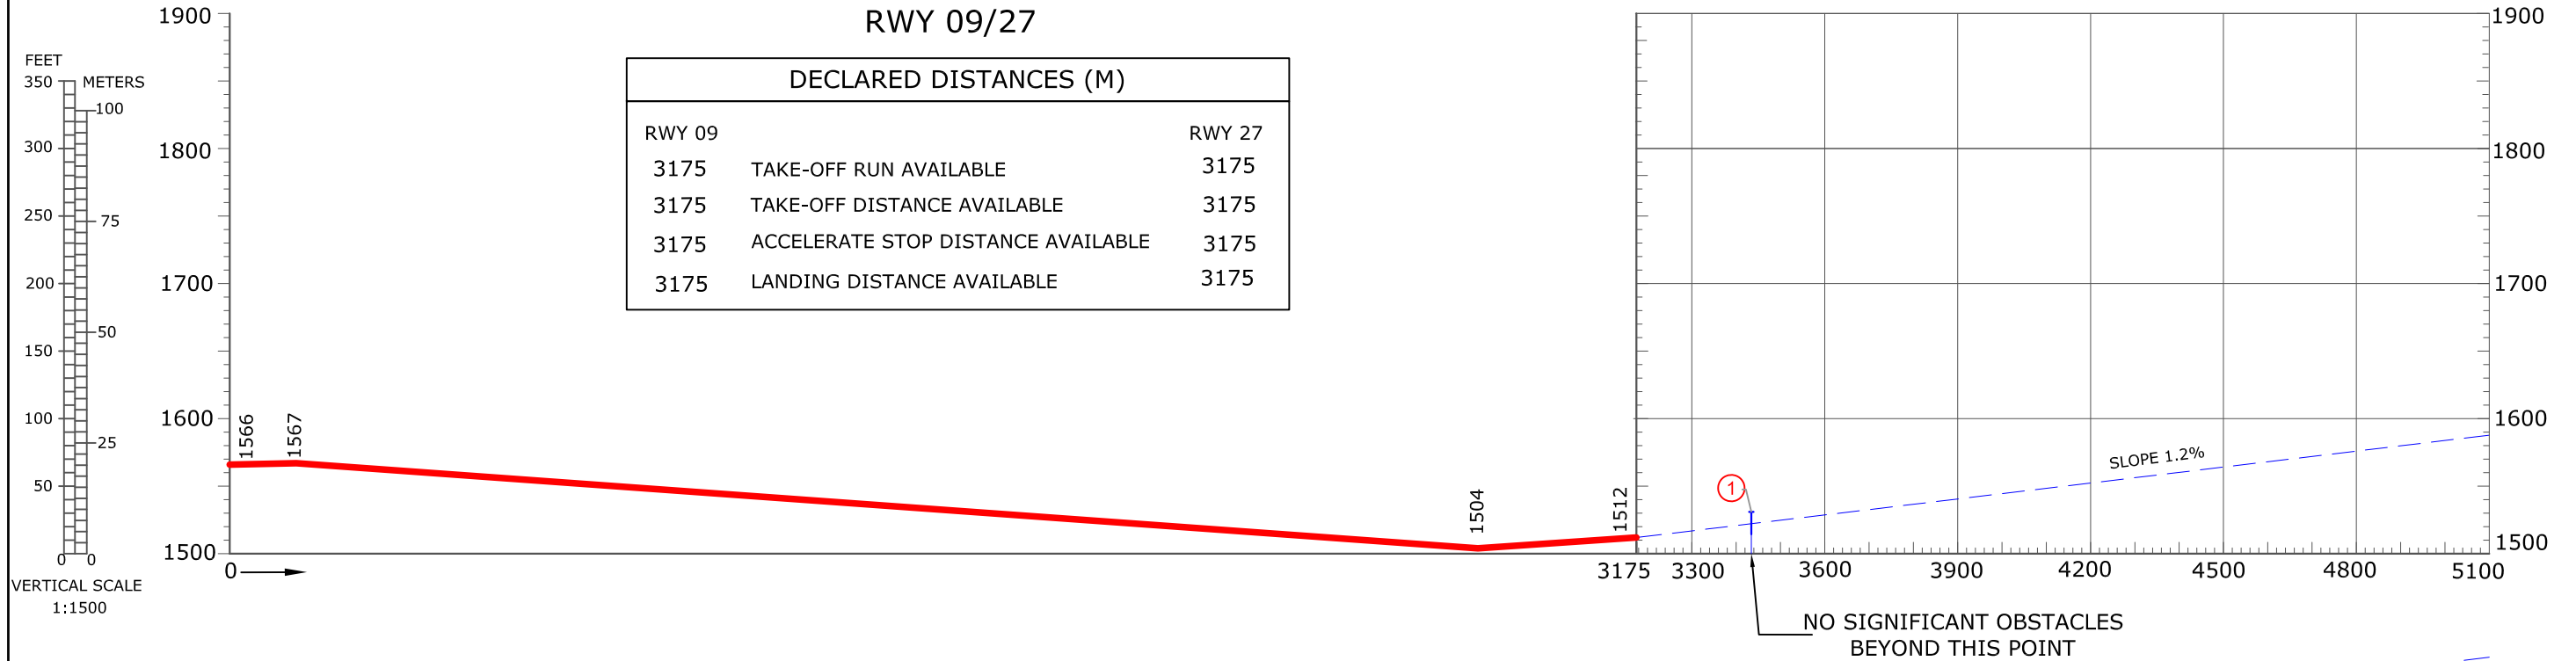 RWY 09/27
FEET
METERS
350
300
250
200
150
100
50
0
100
75
50
25
0
VERTICAL SCALE
1:1500
1900
1800
1700
1600
1500
DECLARED DISTANCES (M)
RWY 09 RWY 27
3175 TAKE-OFF RUN AVAILABLE 3175
3175 TAKE-OFF DISTANCE AVAILABLE 3175
3175 ACCELERATE STOP DISTANCE AVAILABLE 3175
3175 LANDING DISTANCE AVAILABLE 3175
1566
1567
1504
1512
0
1
SLOPE 1.2%
1900
1800
1700
1600
1500
3175 3300 3600 3900 4200 4500 4800 5100
NO SIGNIFICANT OBSTACLES
BEYOND THIS POINT